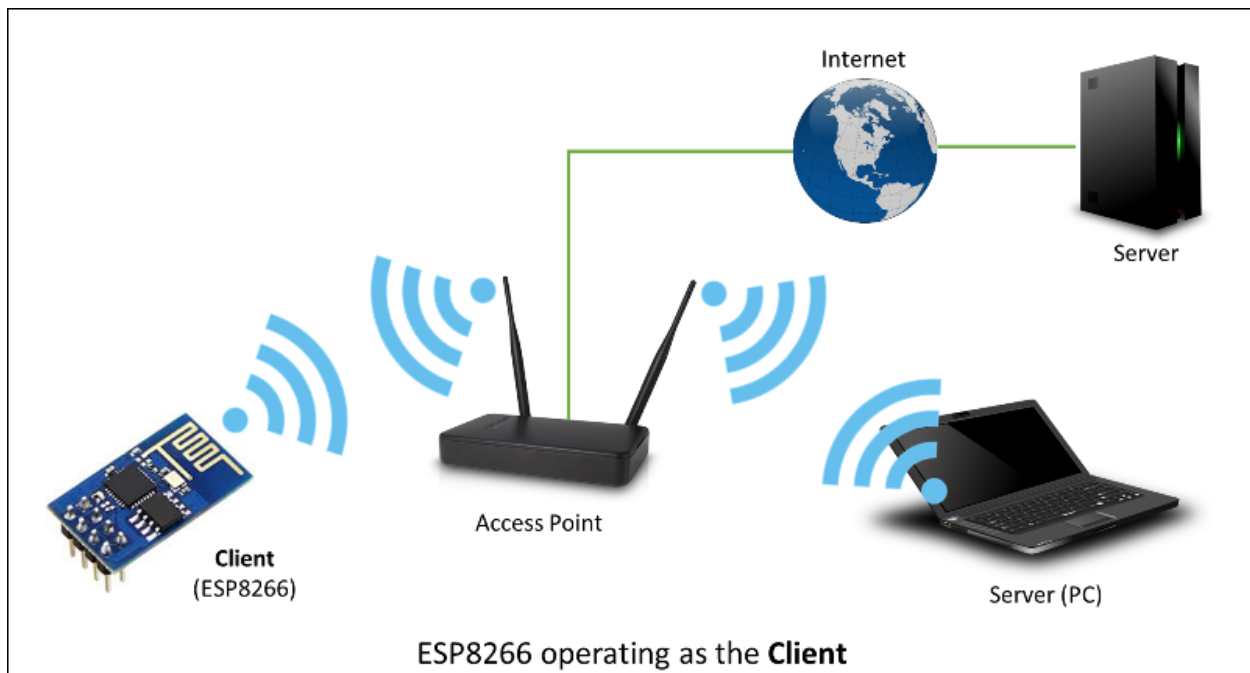 Internet
Server
Access Point
Client
(ESP8266)
Server (PC)
ESP8266 operating as the Client